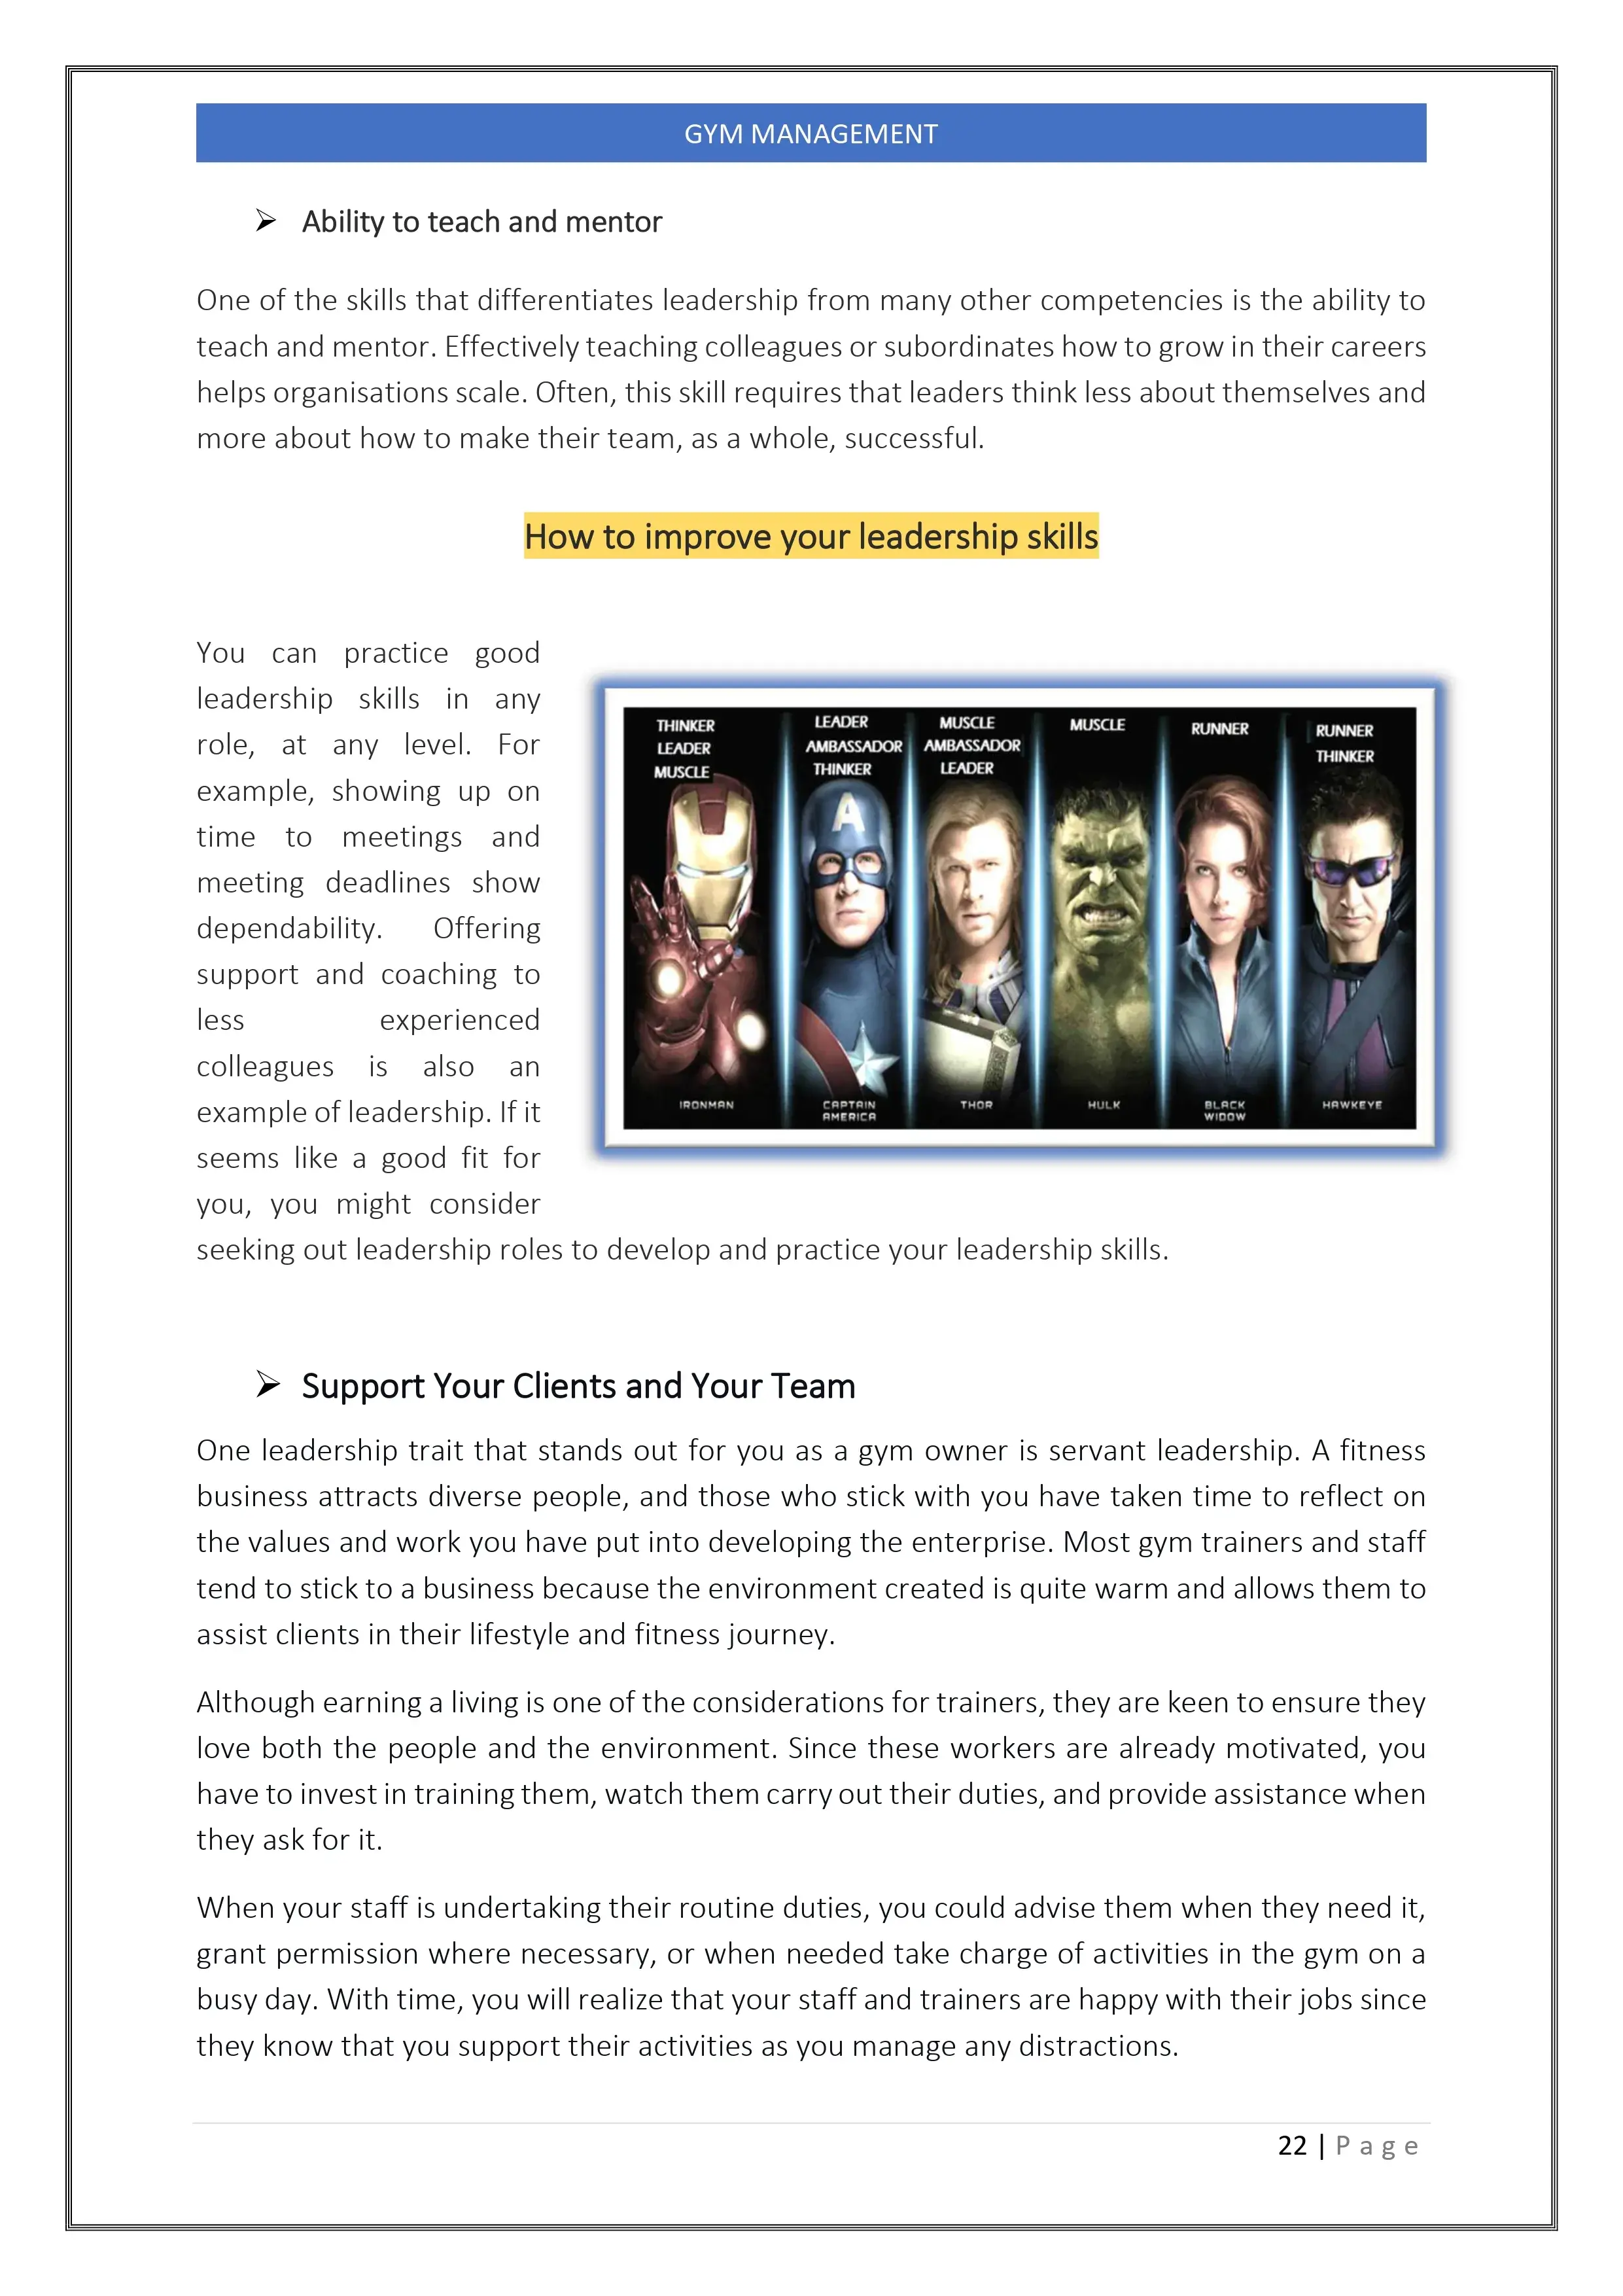 GYM MANAGEMENT
⮚ Ability to teach and mentor
One of the skills that differentiates leadership from many other competencies is the ability to
teach and mentor. Effectively teaching colleagues or subordinates how to grow in their careers
helps organisations scale. Often, this skill requires that leaders think less about themselves and
more about how to make their team, as a whole, successful.
How to improve your leadership skills
You can practice good
leadership skills in any
role, at any level. For
example, showing up on
time to meetings and
meeting deadlines show
dependability. Offering
support and coaching to
less experienced
colleagues is also an
example of leadership. If it
seems like a good fit for
you, you might consider
seeking out leadership roles to develop and practice your leadership skills.
THINKER
LEADER
MUSCLE
IRONMAN
LEADER
AMBASSADOR
THINKER
A
CAPTAIN
AMERICA
MUSCLE
AMBASSADOR
LEADER
THOR
MUSCLE
HULK
RUNNER
BLACK
WIDOW
RUNNER
THINKER
HAWKEYE
⮚ Support Your Clients and Your Team
One leadership trait that stands out for you as a gym owner is servant leadership. A fitness
business attracts diverse people, and those who stick with you have taken time to reflect on
the values and work you have put into developing the enterprise. Most gym trainers and staff
tend to stick to a business because the environment created is quite warm and allows them to
assist clients in their lifestyle and fitness journey.
Although earning a living is one of the considerations for trainers, they are keen to ensure they
love both the people and the environment. Since these workers are already motivated, you
have to invest in training them, watch them carry out their duties, and provide assistance when
they ask for it.
When your staff is undertaking their routine duties, you could advise them when they need it,
grant permission where necessary, or when needed take charge of activities in the gym on a
busy day. With time, you will realize that your staff and trainers are happy with their jobs since
they know that you support their activities as you manage any distractions.
22 | Page